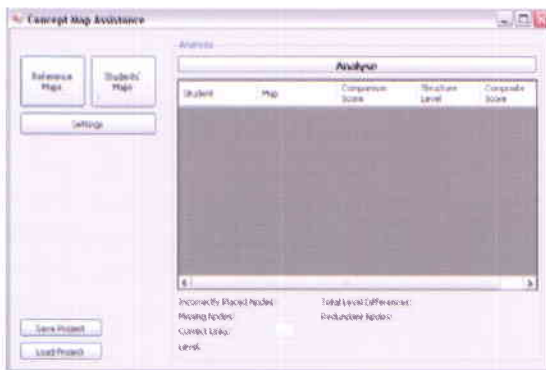 Concept Map Assistance
Analysis
Analyse
Reference Maps
Students' Maps
Settings
Student Map Comparison Score Structure Level Composite Score
Incorrectly Placed Nodes: Total Level Differences:
Missing Nodes: Redundant Nodes:
Correct Links:
Level:
Save Project
Load Project